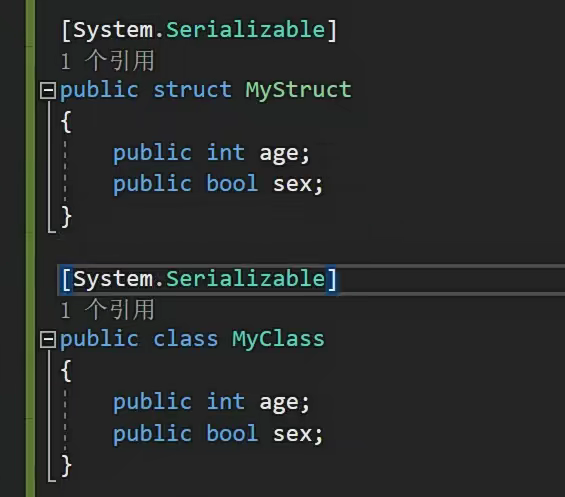 [System.Serializable]
1 个引用
public struct MyStruct
{
public int age;
public bool sex;
}
[System.Serializable]
1 个引用
public class MyClass
{
public int age;
public bool sex;
}